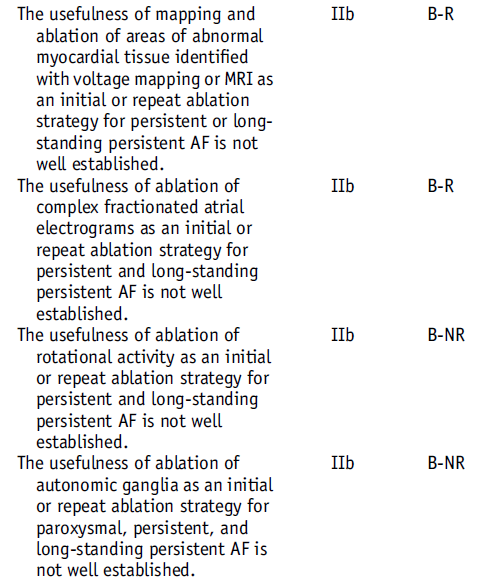 The usefulness of mapping and IIb B-R
ablation of areas of abnormal
myocardial tissue identified
with voltage mapping or MRI as
an initial or repeat ablation
strategy for persistent or long-
standing persistent AF is not
well established.
The usefulness of ablation of IIb B-R
complex fractionated atrial
electrograms as an initial or
repeat ablation strategy for
persistent and long-standing
persistent AF is not well
established.
The usefulness of ablation of IIb B-NR
rotational activity as an initial
or repeat ablation strategy for
persistent and long-standing
persistent AF is not well
established.
The usefulness of ablation of IIb B-NR
autonomic ganglia as an initial
or repeat ablation strategy for
paroxysmal, persistent, and
long-standing persistent AF is
not well established.